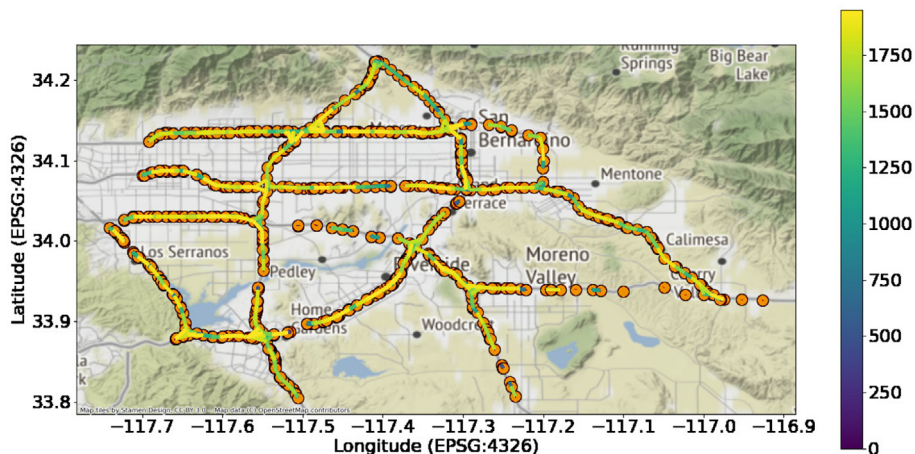 Running
Springs
Big Bear
Lake
San
Bernardino
Mentone
Terrace
Calimesa
Los Serranos
Moreno
Valley
Pedley
Home
Gardens
Woodcrest
34.2
34.1
34.0
33.9
33.8
Latitude (EPSG:4326)
Map tiles by Stamen Design, CC BY 3.0 -- Map data (C) OpenStreetMap contributors
−117.7 −117.6 −117.5 −117.4 −117.3 −117.2 −117.1 −117.0 −116.9
Longitude (EPSG:4326)
1750
1500
1250
1000
750
500
250
0